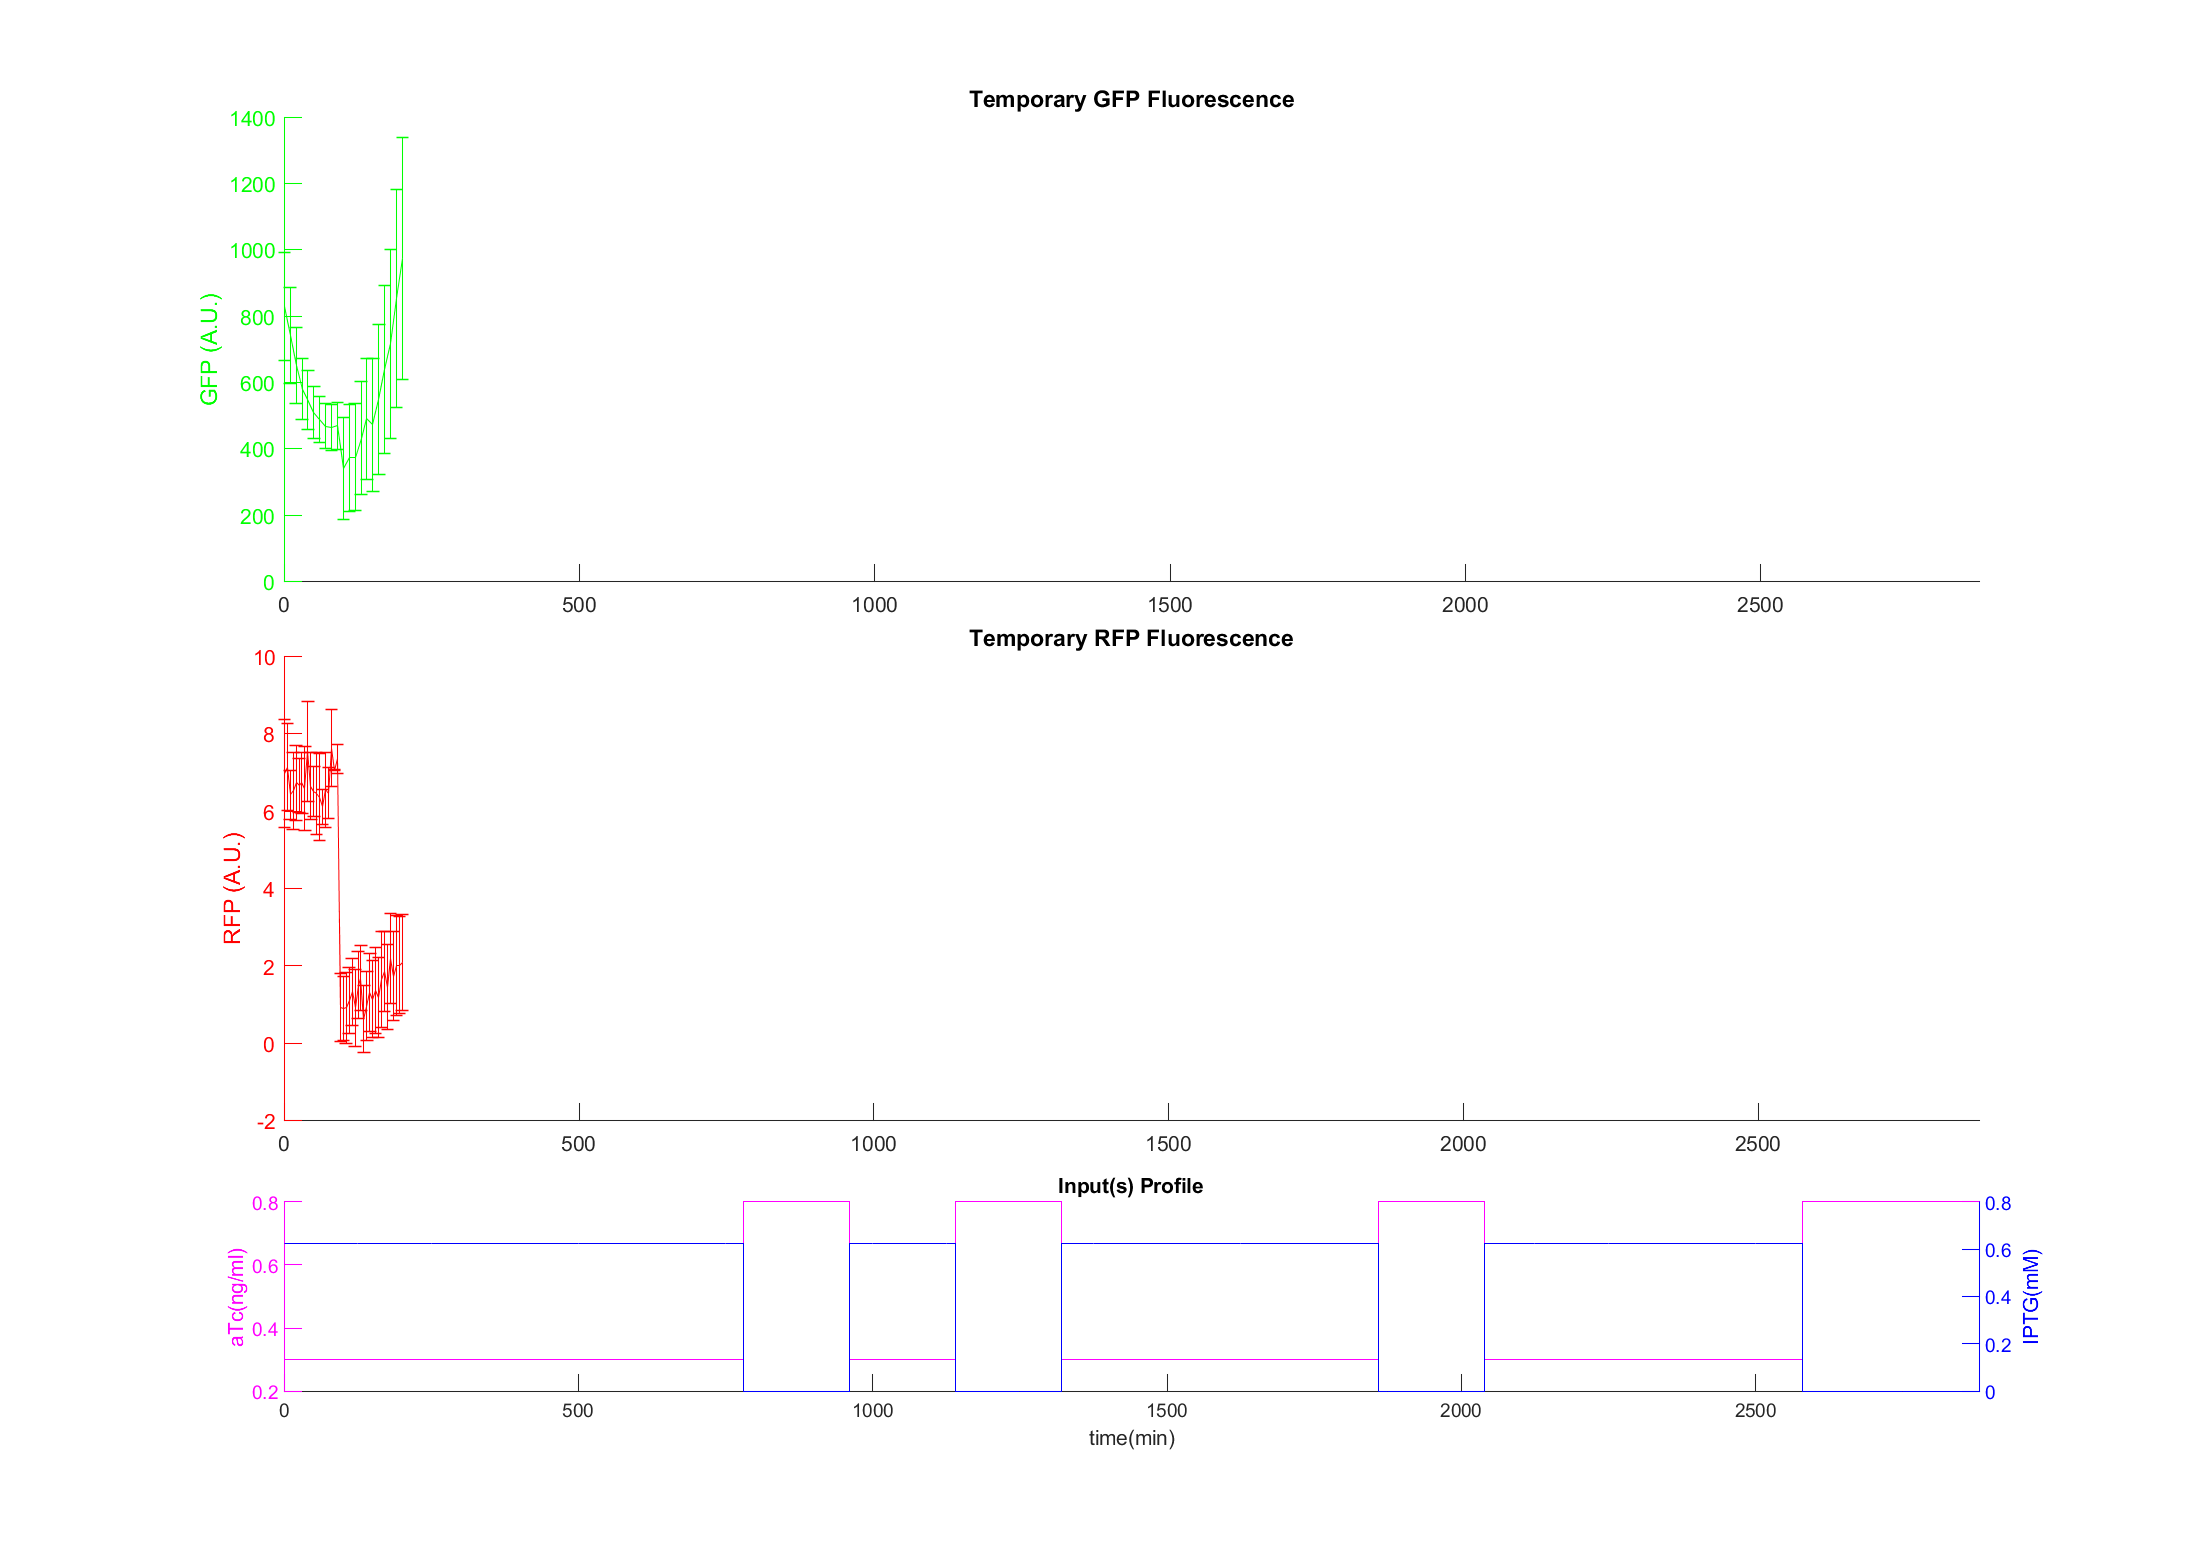 Temporary GFP Fluorescence
1400
1200
1000
800
600
400
200
0
GFP (A.U.)
0 500 1000 1500 2000 2500
Temporary RFP Fluorescence
10
8
6
4
2
0
-2
RFP (A.U.)
0 500 1000 1500 2000 2500
Input(s) Profile
0.8
0.6
0.4
0.2
aTc(ng/ml)
0.8
0.6
0.4
0.2
0
IPTG(mM)
0 500 1000 1500 2000 2500
time(min)